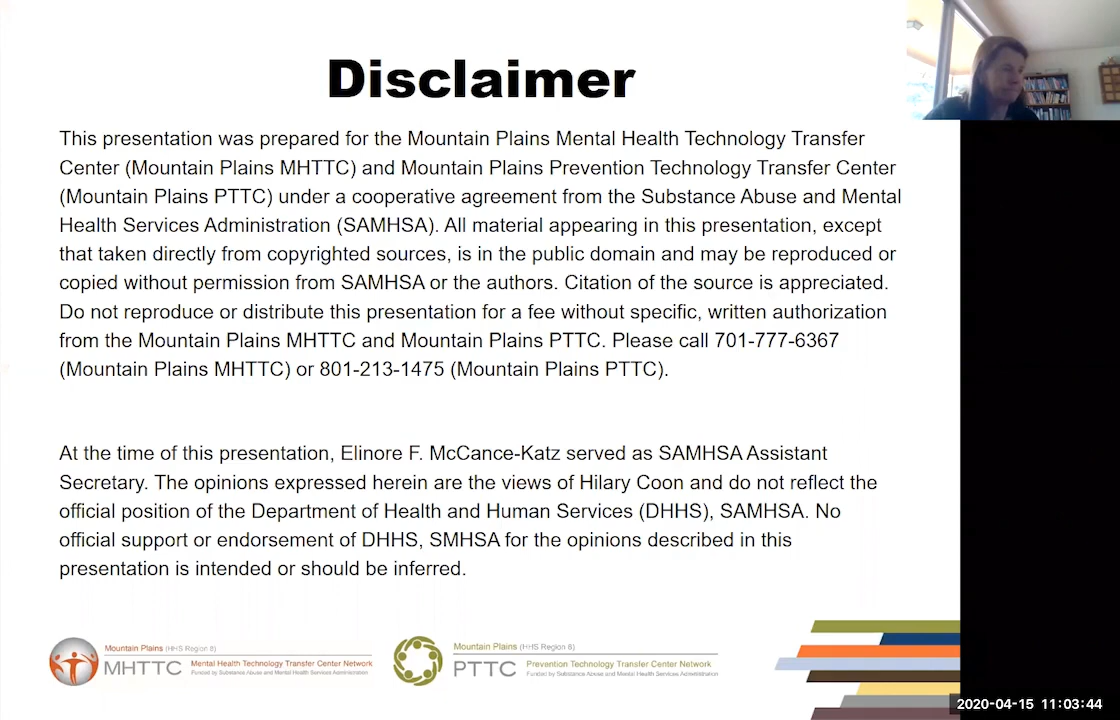 Disclaimer
This presentation was prepared for the Mountain Plains Mental Health Technology Transfer
Center (Mountain Plains MHTTC) and Mountain Plains Prevention Technology Transfer Center
(Mountain Plains PTTC) under a cooperative agreement from the Substance Abuse and Mental
Health Services Administration (SAMHSA). All material appearing in this presentation, except
that taken directly from copyrighted sources, is in the public domain and may be reproduced or
copied without permission from SAMHSA or the authors. Citation of the source is appreciated.
Do not reproduce or distribute this presentation for a fee without specific, written authorization
from the Mountain Plains MHTTC and Mountain Plains PTTC. Please call 701-777-6367
(Mountain Plains MHTTC) or 801-213-1475 (Mountain Plains PTTC).
At the time of this presentation, Elinore F. McCance-Katz served as SAMHSA Assistant
Secretary. The opinions expressed herein are the views of Hilary Coon and do not reflect the
official position of the Department of Health and Human Services (DHHS), SAMHSA. No
official support or endorsement of DHHS, SMHSA for the opinions described in this
presentation is intended or should be inferred.
Mountain Plains (HHS Region 8)
MHTTC Mental Health Technology Transfer Center Network
Funded by Substance Abuse and Mental Health Services Administration
Mountain Plains (HHS Region 8)
PTTC Prevention Technology Transfer Center Network
Funded by Substance Abuse and Mental Health Services Administration
2020-04-15 11:03:44